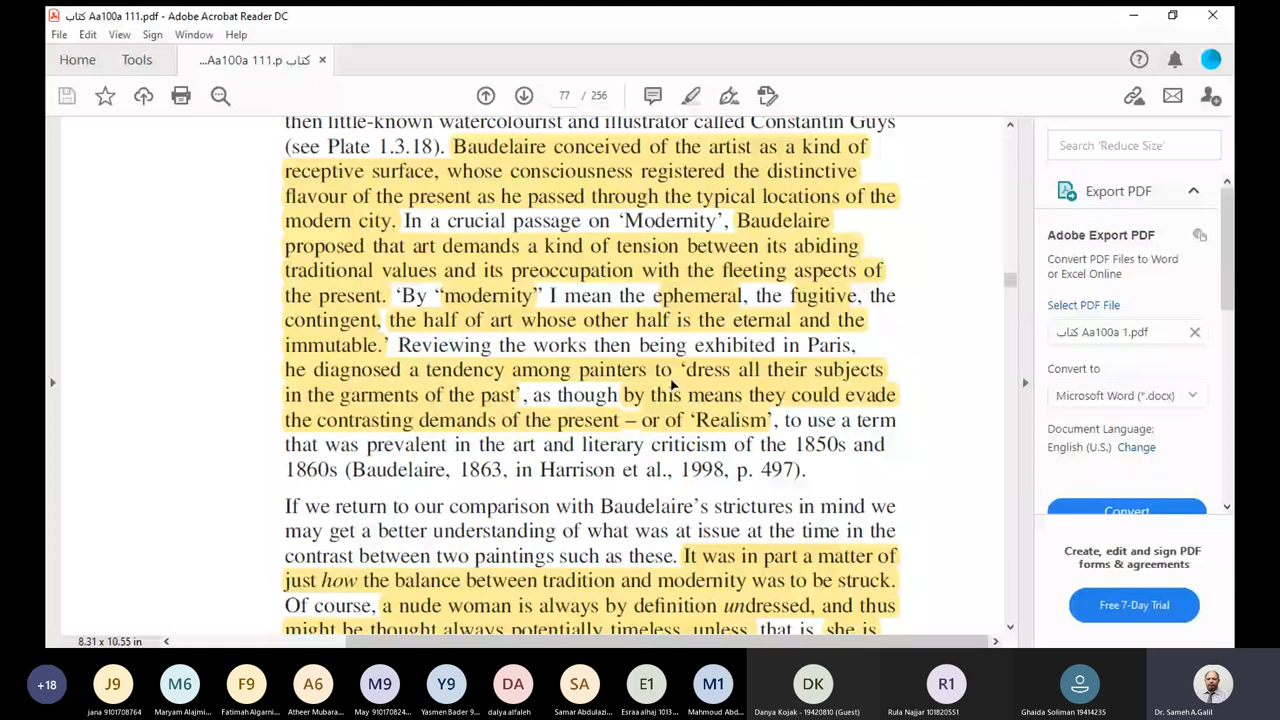 كتاب Aa100a 111.pdf - Adobe Acrobat Reader DC
File Edit View Sign Window Help
Home Tools كتاب Aa100a 111.p... ×
77 / 256
then little-known watercolourist and illustrator called Constantin Guys
(see Plate 1.3.18). Baudelaire conceived of the artist as a kind of
receptive surface, whose consciousness registered the distinctive
flavour of the present as he passed through the typical locations of the
modern city. In a crucial passage on ‘Modernity’, Baudelaire
proposed that art demands a kind of tension between its abiding
traditional values and its preoccupation with the fleeting aspects of
the present. ‘By “modernity” I mean the ephemeral, the fugitive, the
contingent, the half of art whose other half is the eternal and the
immutable.’ Reviewing the works then being exhibited in Paris,
he diagnosed a tendency among painters to ‘dress all their subjects
in the garments of the past’, as though by this means they could evade
the contrasting demands of the present – or of ‘Realism’, to use a term
that was prevalent in the art and literary criticism of the 1850s and
1860s (Baudelaire, 1863, in Harrison et al., 1998, p. 497).
If we return to our comparison with Baudelaire’s strictures in mind we
may get a better understanding of what was at issue at the time in the
contrast between two paintings such as these. It was in part a matter of
just how the balance between tradition and modernity was to be struck.
Of course, a nude woman is always by definition undressed, and thus
might be thought always potentially timeless, unless, that is, she is
8.31 x 10.55 in
Search 'Reduce Size'
Export PDF
Adobe Export PDF
Convert PDF Files to Word
or Excel Online
Select PDF File
كتاب Aa100a 1.pdf
Convert to
Microsoft Word (*.docx)
Document Language:
English (U.S.) Change
Convert
Create, edit and sign PDF
forms & agreements
Free 7-Day Trial
+18 J9 M6 F9 A6 M9 Y9 DA SA E1 M1 DK R1
jana 9101708764
Maryam Alajmi...
Fatimah Algarni...
Atheer Mubara...
May 910170824...
Yasmen Bader 9...
dalya alfaleh
Samar Abdulazi...
Esraa alhaj 1013...
Mahmoud Abd...
Danya Kojak - 19420810 (Guest)
Rula Najjar 101820551
Ghaida Soliman 19414235
Dr. Sameh A.Galil